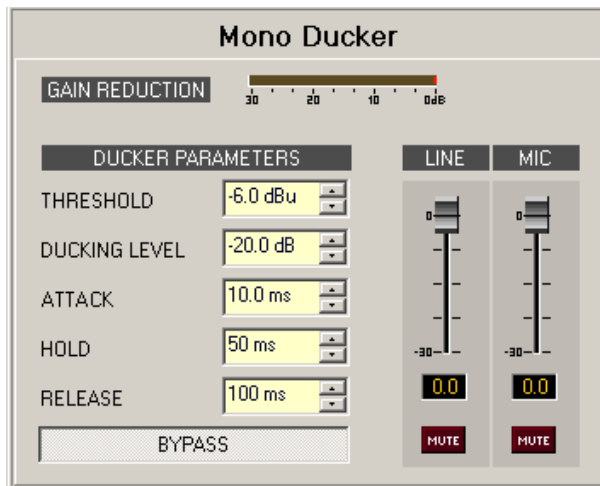 Mono Ducker
GAIN REDUCTION
30 20 10 0dB
DUCKER PARAMETERS
LINE MIC
THRESHOLD -6.0 dBu
DUCKING LEVEL -20.0 dB
ATTACK 10.0 ms
HOLD 50 ms
RELEASE 100 ms
BYPASS
0 0
-30 -30
0.0 0.0
MUTE MUTE